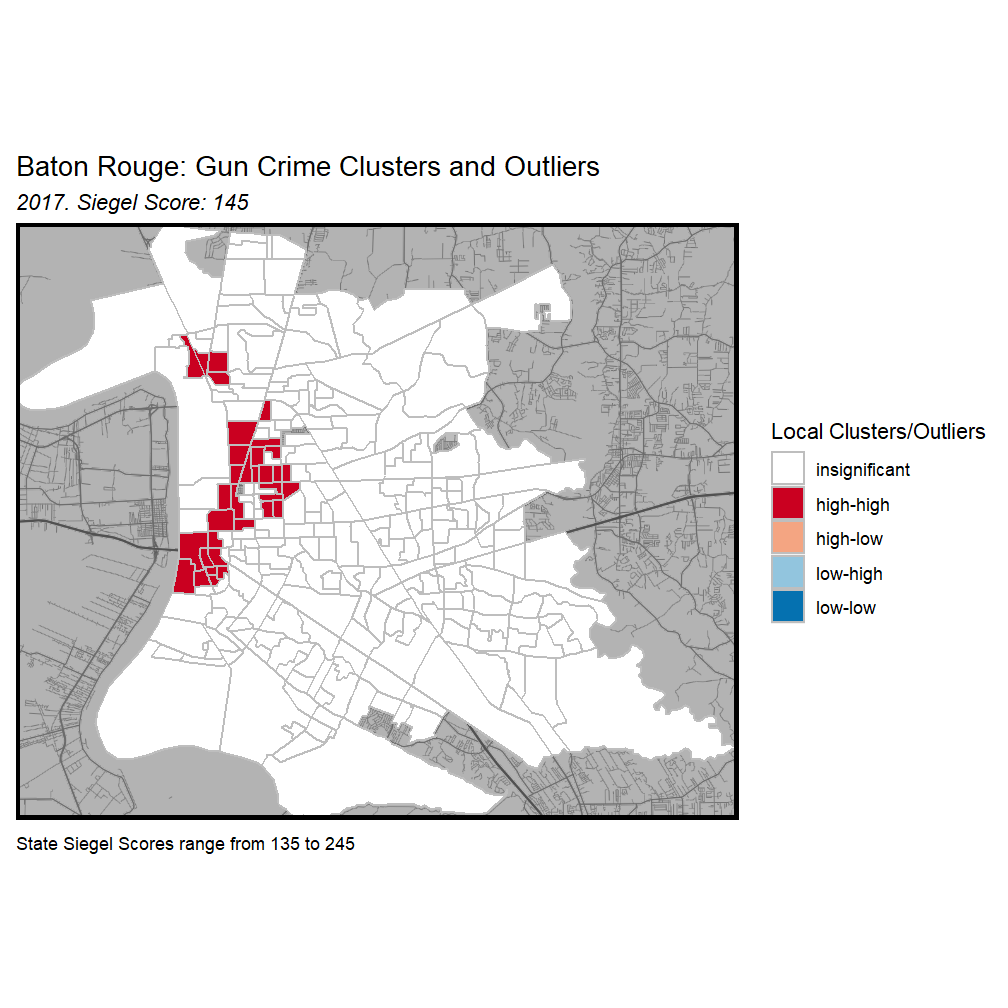 Baton Rouge: Gun Crime Clusters and Outliers
2017. Siegel Score: 145
Local Clusters/Outliers
insignificant
high-high
high-low
low-high
low-low
State Siegel Scores range from 135 to 245